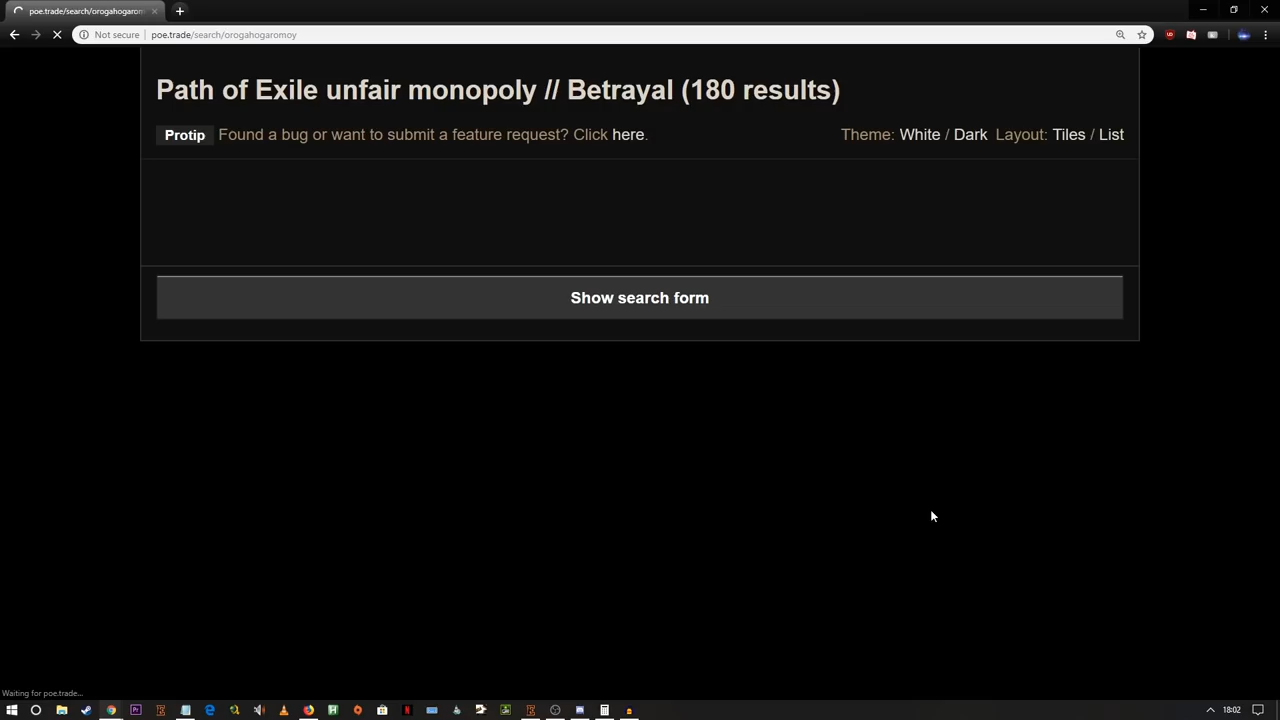 poe.trade/search/orogahogarom
Not secure
poe.trade/search/orogahogaromoy
Path of Exile unfair monopoly // Betrayal (180 results)
Protip Found a bug or want to submit a feature request? Click here.
Theme: White / Dark Layout: Tiles / List
Show search form
Waiting for poe.trade...
18:02